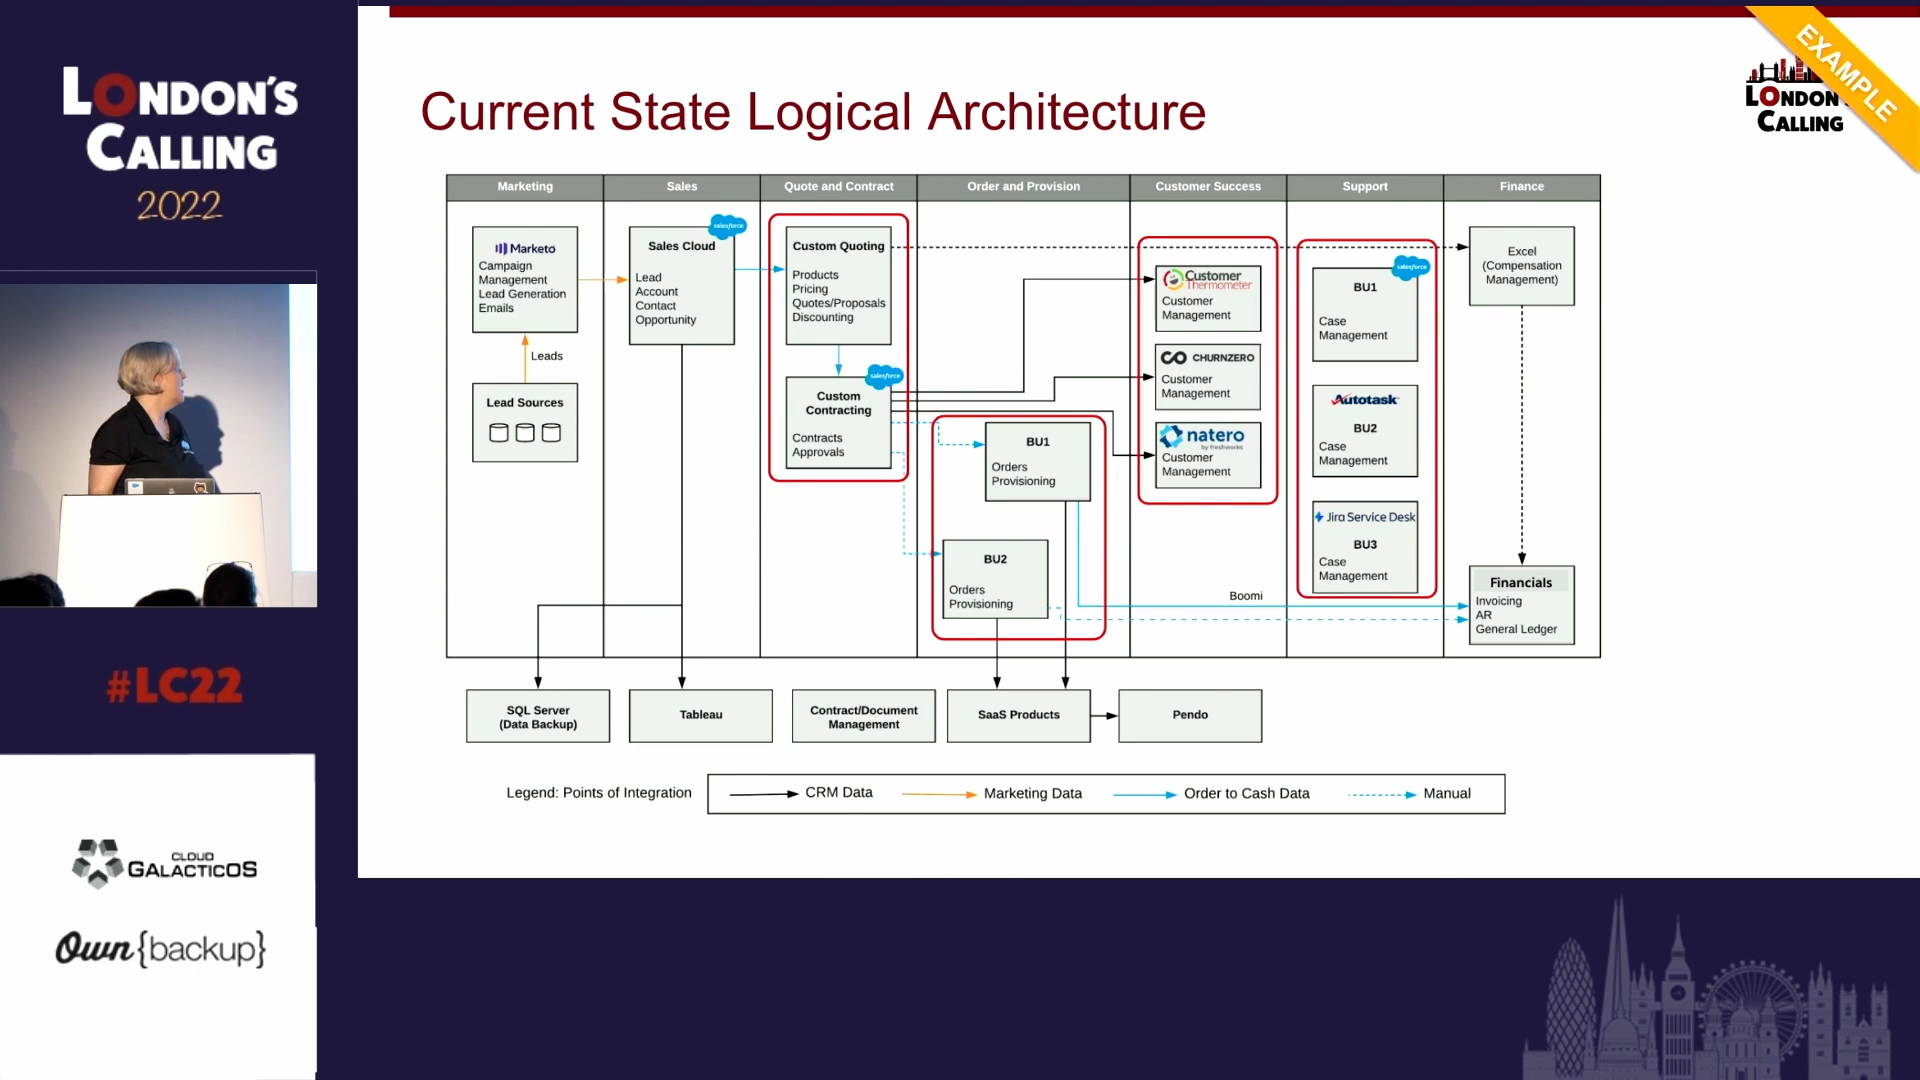 LONDON'S
CALLING
2022
#LC22
CLOUD
GALACTICOS
Own{backup}
EXAMPLE
LONDON
CALLING
Current State Logical Architecture
Marketing
Sales
Quote and Contract
Order and Provision
Customer Success
Support
Finance
Marketo
Campaign
Management
Lead Generation
Emails
Leads
Lead Sources
salesforce
Sales Cloud
Lead
Account
Contact
Opportunity
Custom Quoting
Products
Pricing
Quotes/Proposals
Discounting
salesforce
Custom
Contracting
Contracts
Approvals
BU1
Orders
Provisioning
BU2
Orders
Provisioning
Customer
Thermometer
Customer
Management
CHURNZERO
Customer
Management
natero
by freshworks
Customer
Management
salesforce
BU1
Case
Management
Autotask
BU2
Case
Management
Jira Service Desk
BU3
Case
Management
Excel
(Compensation
Management)
Boomi
Financials
Invoicing
AR
General Ledger
SQL Server
(Data Backup)
Tableau
Contract/Document
Management
SaaS Products
Pendo
Legend: Points of Integration
CRM Data
Marketing Data
Order to Cash Data
Manual